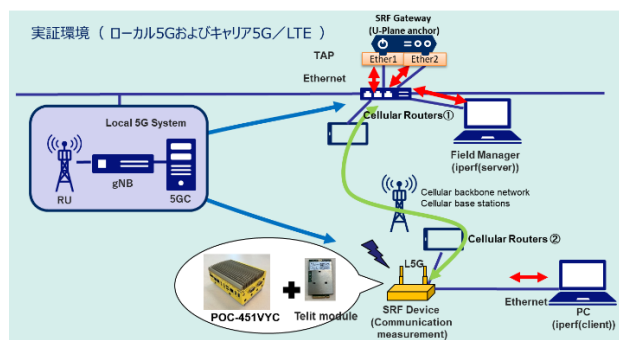 実証環境 ( ローカル5Gおよびキャリア5G／LTE )
SRF Gateway
(U-Plane anchor)
TAP
Ether1
Ether2
Ethernet
Local 5G System
Cellular Routers①
RU
gNB
5GC
Field Manager
(iperf(server))
Cellular backbone network
Cellular base stations
Cellular Routers ②
L5G
POC-451VYC
Telit module
SRF Device
(Communication
measurement)
Ethernet
PC
(iperf(client))